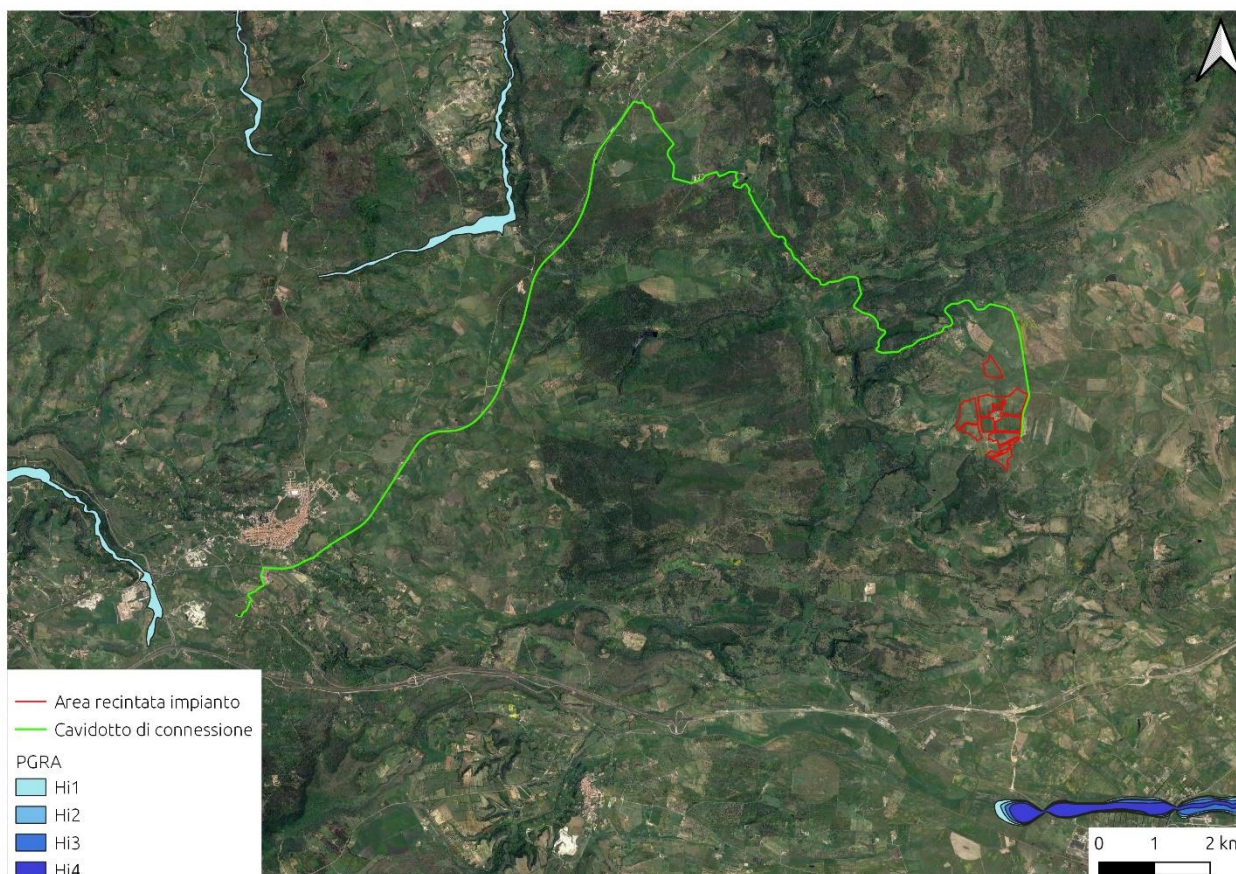 Area recintata impianto
Cavidotto di connessione
PGRA
Hi1
Hi2
Hi3
Hi4
0 1 2 km